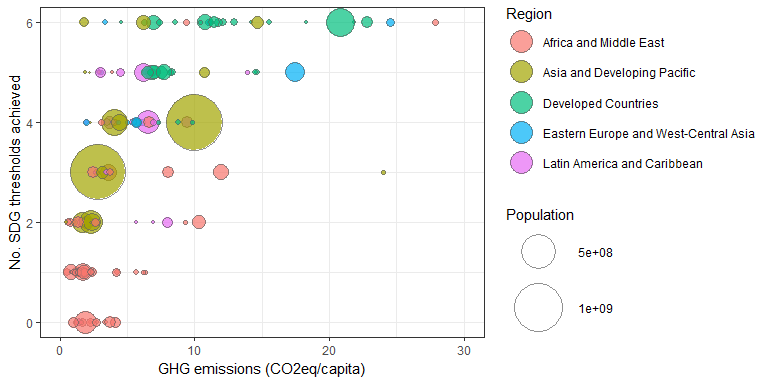 No. SDG thresholds achieved
6
4
2
0
0
10
20
30
GHG emissions (CO2eq/capita)
Region
Africa and Middle East
Asia and Developing Pacific
Developed Countries
Eastern Europe and West-Central Asia
Latin America and Caribbean
Population
5e+08
1e+09